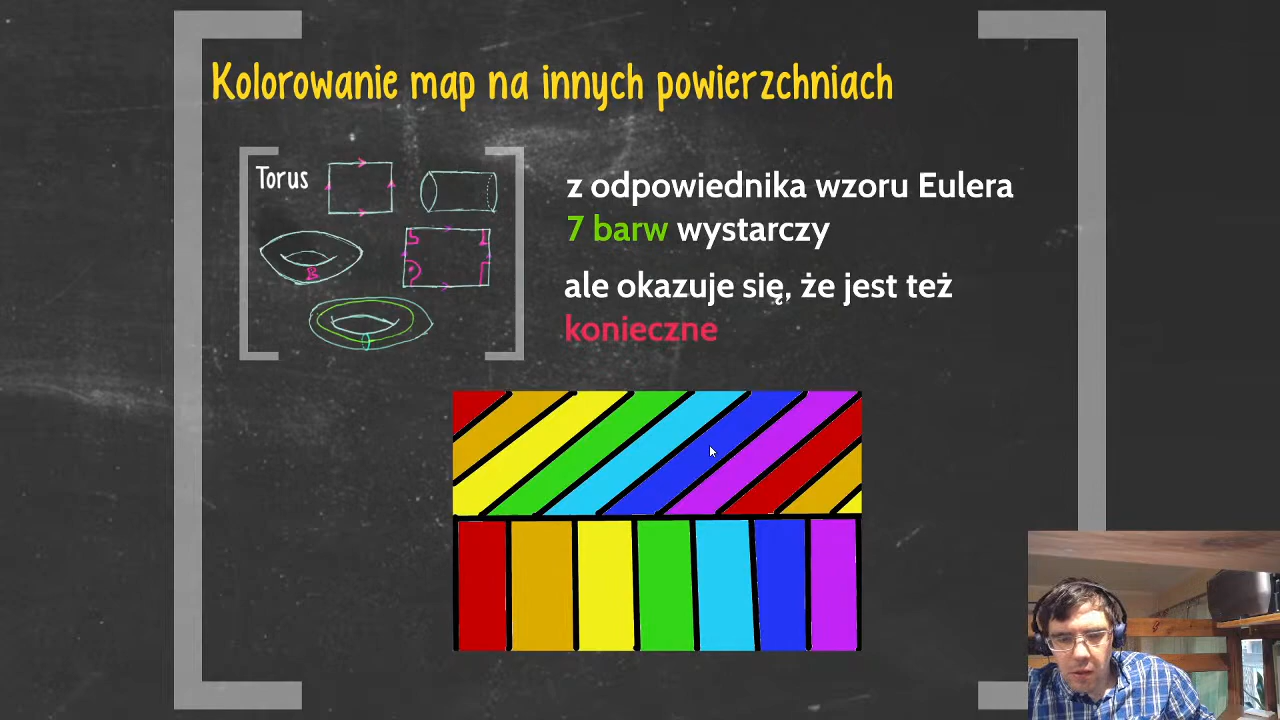 Kolorowanie map na innych powierzchniach
Torus
z odpowiednika wzoru Eulera
7 barw wystarczy
ale okazuje się, że jest też
konieczne